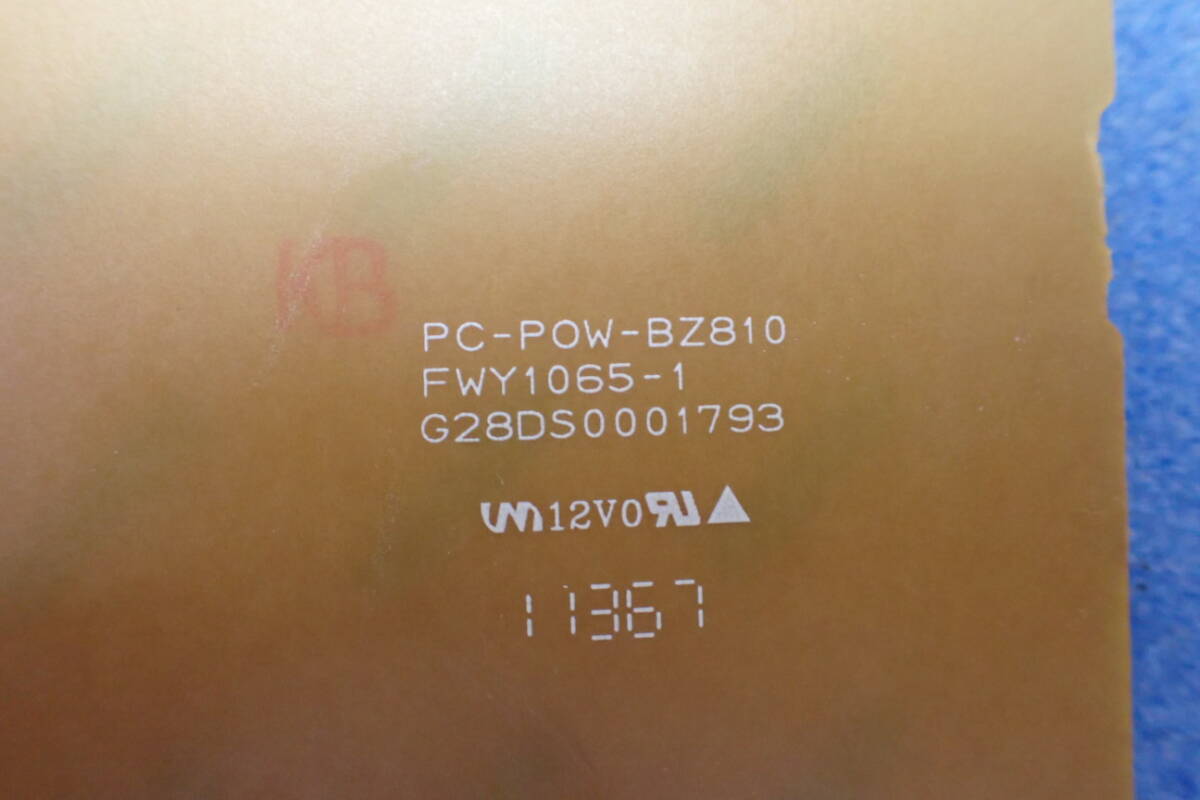 KB
PC-POW-BZ810
FWY1065-1
G28DS0001793
12V0
11367